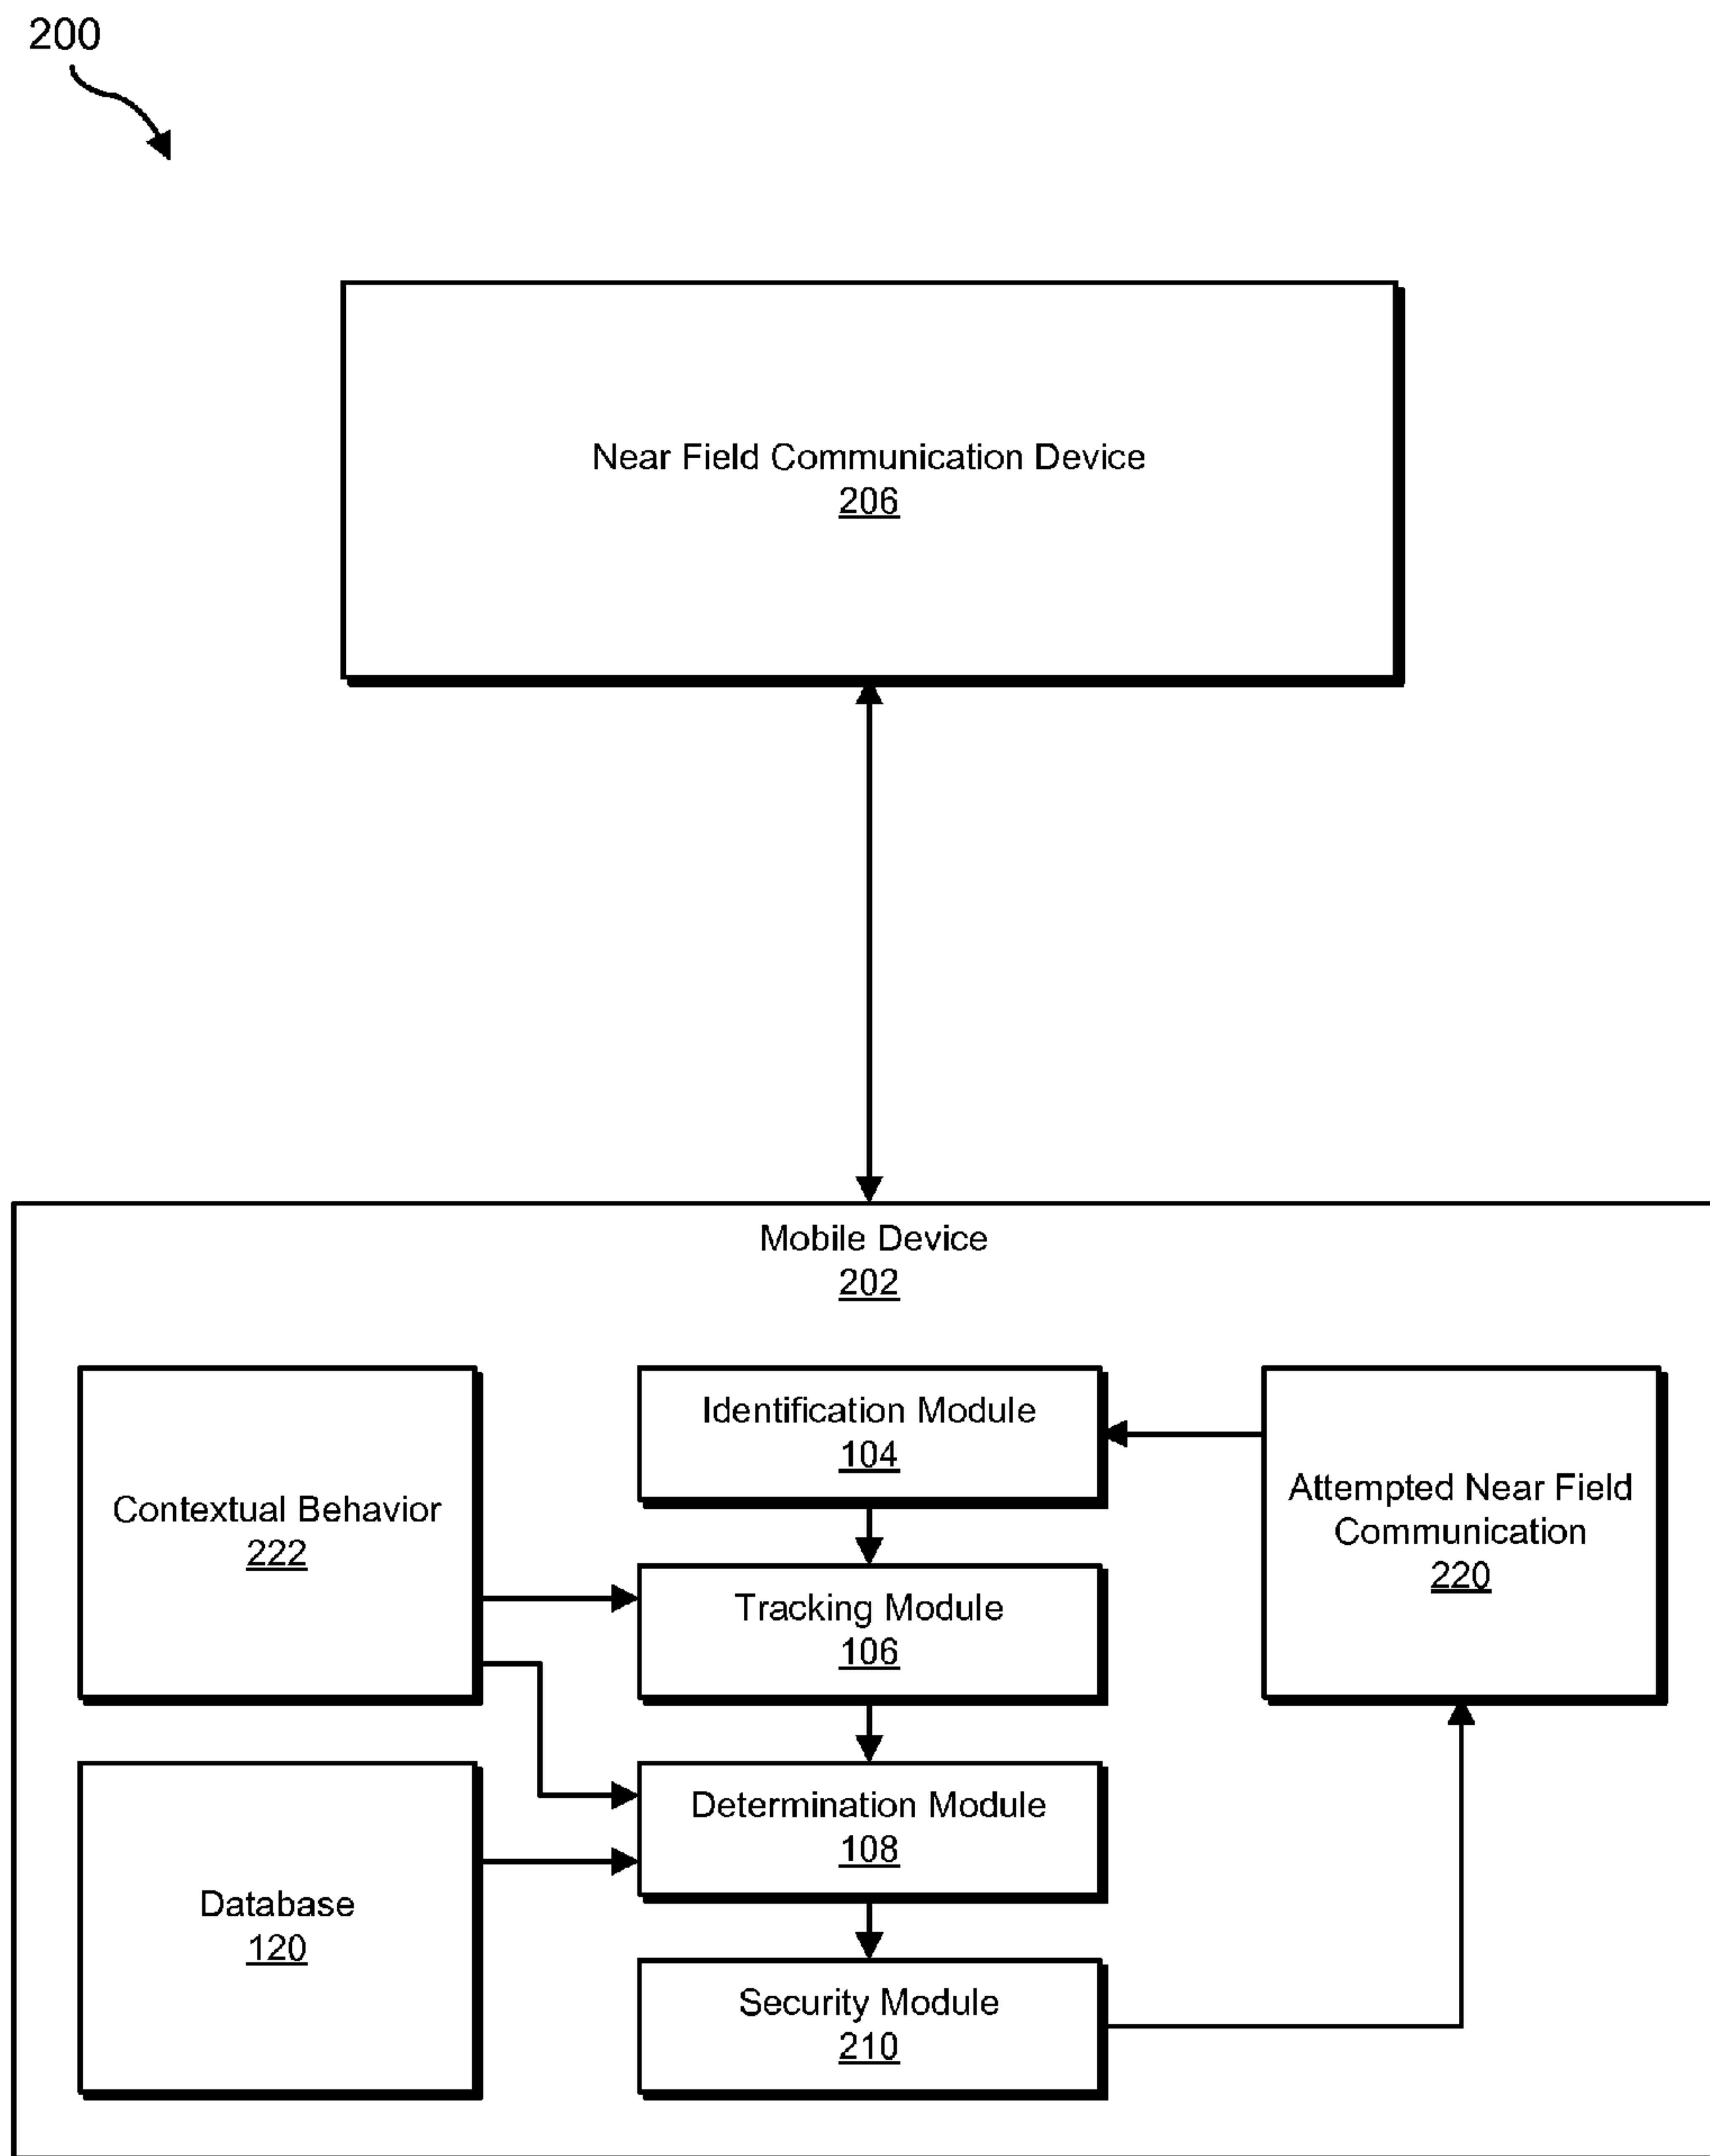 200
Near Field Communication Device
206
Mobile Device
202
Contextual Behavior
222
Identification Module
104
Attempted Near Field
Communication
220
Tracking Module
106
Determination Module
108
Database
120
Security Module
210